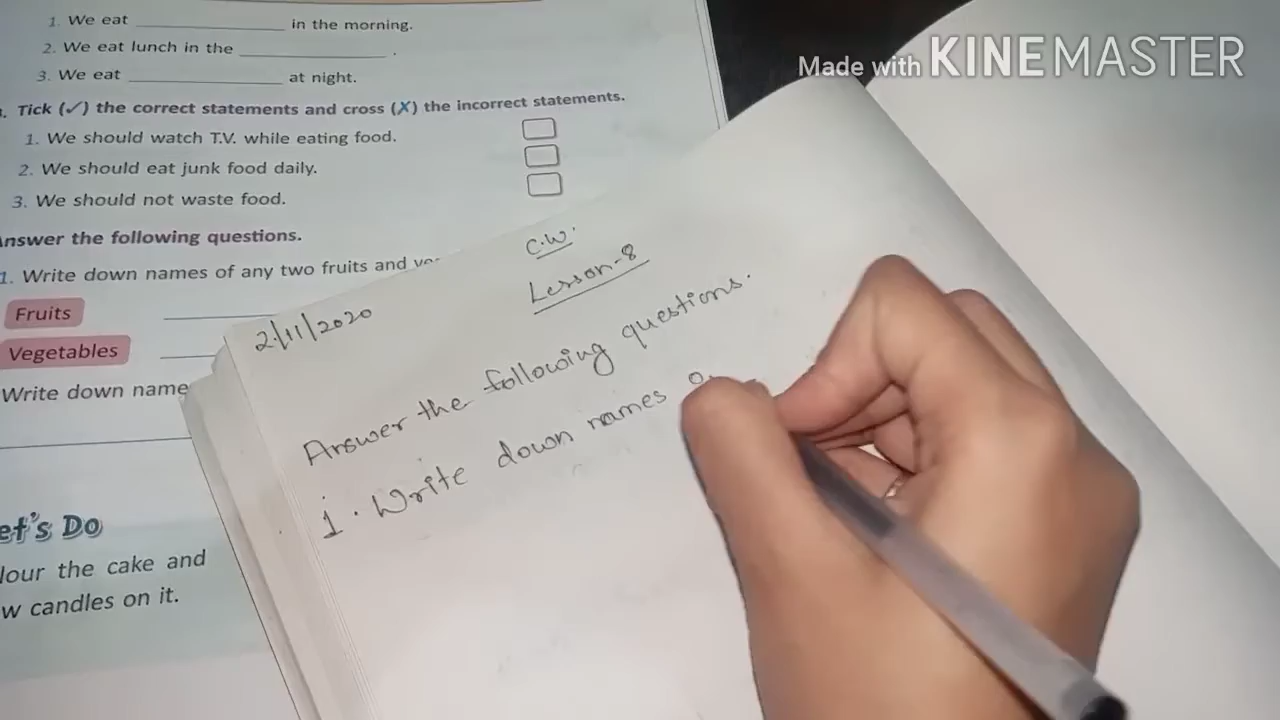 1. We eat ____________ in the morning.
2. We eat lunch in the ____________ .
3. We eat ____________ at night.
Tick (✓) the correct statements and cross (✗) the incorrect statements.
1. We should watch T.V. while eating food.
2. We should eat junk food daily.
3. We should not waste food.
Answer the following questions.
1. Write down names of any two fruits and
Fruits
Vegetables
Write down name
Let's Do
the cake and
candles on it.
Made with KINEMASTER
C.W.
Lesson-8
2/11/2020
Answer the following questions.
1. Write down names